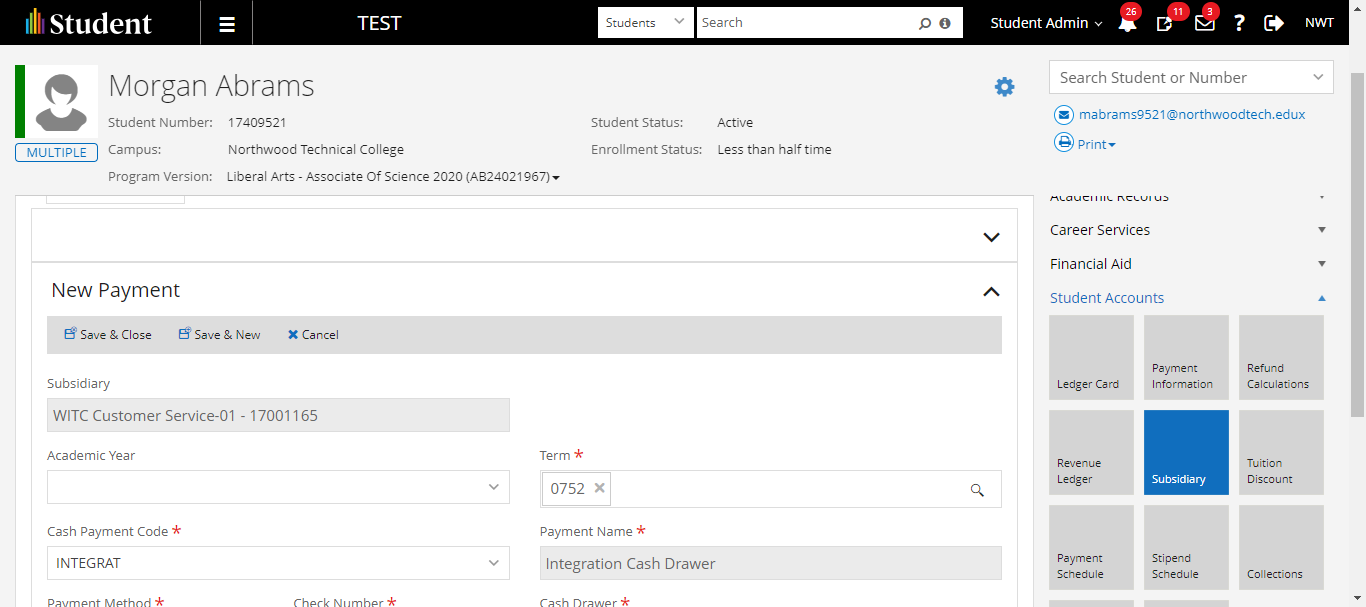 Student
TEST
Students
Search
Student Admin
26
11
3
?
NWT
Morgan Abrams
Student Number: 17409521
Student Status: Active
MULTIPLE
Campus: Northwood Technical College
Enrollment Status: Less than half time
Program Version: Liberal Arts - Associate Of Science 2020 (AB24021967)
Search Student or Number
mabrams9521@northwoodtech.edux
Print
New Payment
Save & Close
Save & New
Cancel
Subsidiary
WITC Customer Service-01 - 17001165
Academic Year
Term *
0752
Cash Payment Code *
INTEGRAT
Payment Name *
Integration Cash Drawer
Payment Method *
Check Number *
Cash Drawer *
Academic Records
Career Services
Financial Aid
Student Accounts
Ledger Card
Payment
Information
Refund
Calculations
Revenue
Ledger
Subsidiary
Tuition
Discount
Payment
Schedule
Stipend
Schedule
Collections